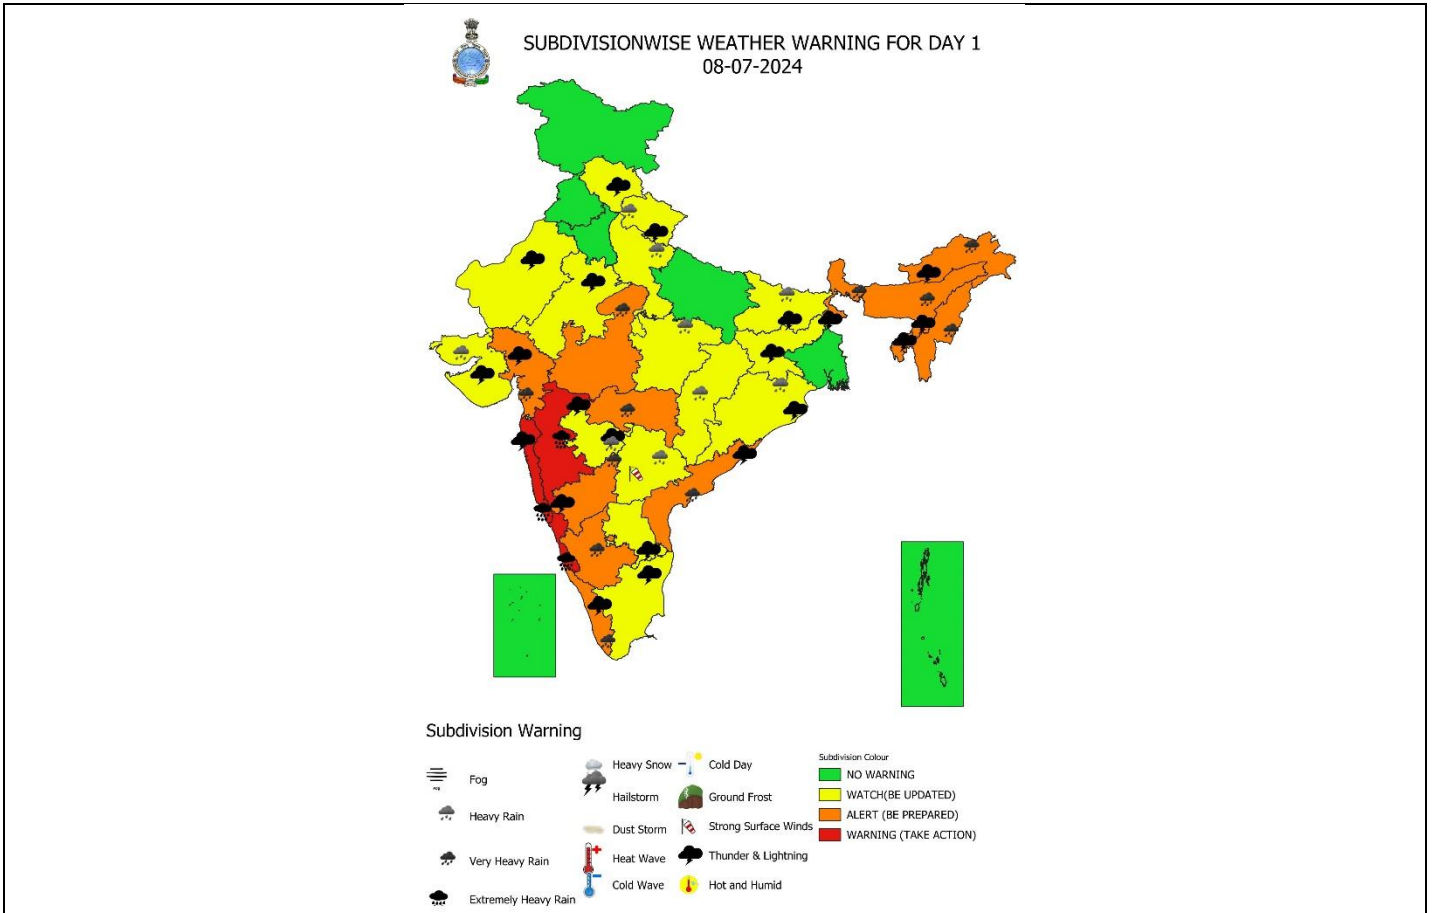 SUBDIVISIONWISE WEATHER WARNING FOR DAY 1
08-07-2024
Subdivision Warning
Fog
FOG
Heavy Rain
Very Heavy Rain
Extremely Heavy Rain
Heavy Snow
Hailstorm
Dust Storm
Heat Wave
Cold Wave
Cold Day
Ground Frost
Strong Surface Winds
Thunder & Lightning
Hot and Humid
Subdivision Colour
NO WARNING
WATCH(BE UPDATED)
ALERT (BE PREPARED)
WARNING (TAKE ACTION)